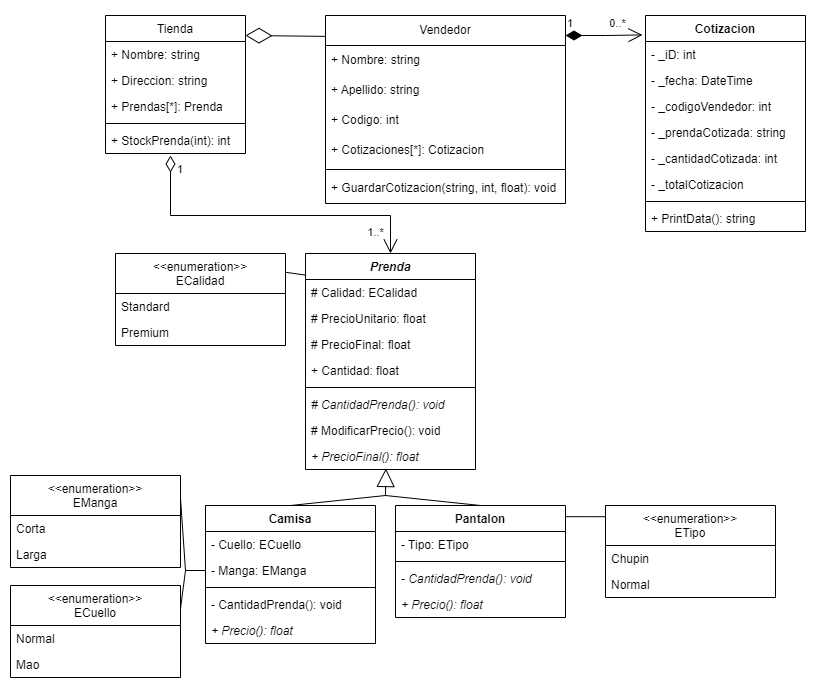 Tienda
+ Nombre: string
+ Direccion: string
+ Prendas[*]: Prenda
+ StockPrenda(int): int
Vendedor
+ Nombre: string
+ Apellido: string
+ Codigo: int
+ Cotizaciones[*]: Cotizacion
+ GuardarCotizacion(string, int, float): void
1
0..*
Cotizacion
- _iD: int
- _fecha: DateTime
- _codigoVendedor: int
- _prendaCotizada: string
- _cantidadCotizada: int
- _totalCotizacion
+ PrintData(): string
1
1..*
<<enumeration>>
ECalidad
Standard
Premium
Prenda
# Calidad: ECalidad
# PrecioUnitario: float
# PrecioFinal: float
+ Cantidad: float
# CantidadPrenda(): void
# ModificarPrecio(): void
+ PrecioFinal(): float
<<enumeration>>
EManga
Corta
Larga
<<enumeration>>
ECuello
Normal
Mao
Camisa
- Cuello: ECuello
- Manga: EManga
- CantidadPrenda(): void
+ Precio(): float
Pantalon
- Tipo: ETipo
- CantidadPrenda(): void
+ Precio(): float
<<enumeration>>
ETipo
Chupin
Normal